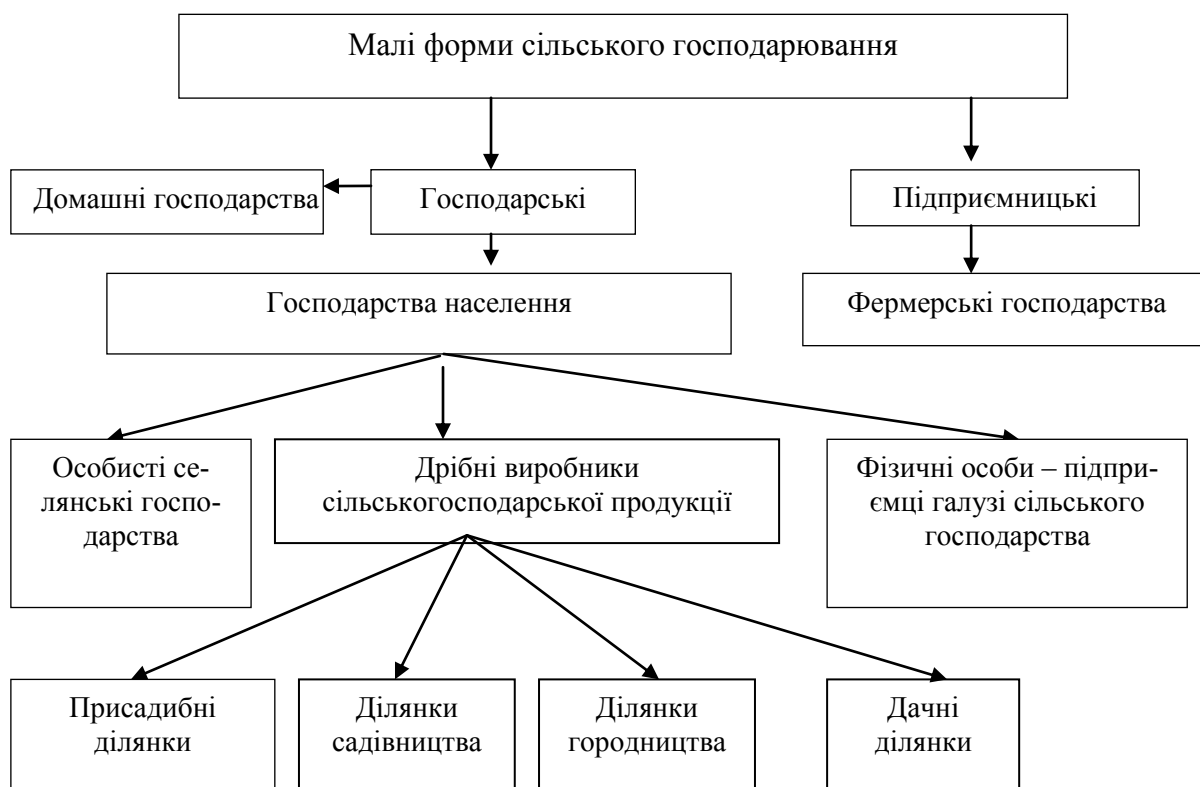 Малі форми сільського господарювання
Домашні господарства
Господарські
Підприємницькі
Господарства населення
Фермерські господарства
Особисті се-
лянські госпо-
дарства
Дрібні виробники
сільськогосподарської продукції
Фізичні особи – підпри-
ємці галузі сільського
господарства
Присадибні
ділянки
Ділянки
садівництва
Ділянки
городництва
Дачні
ділянки